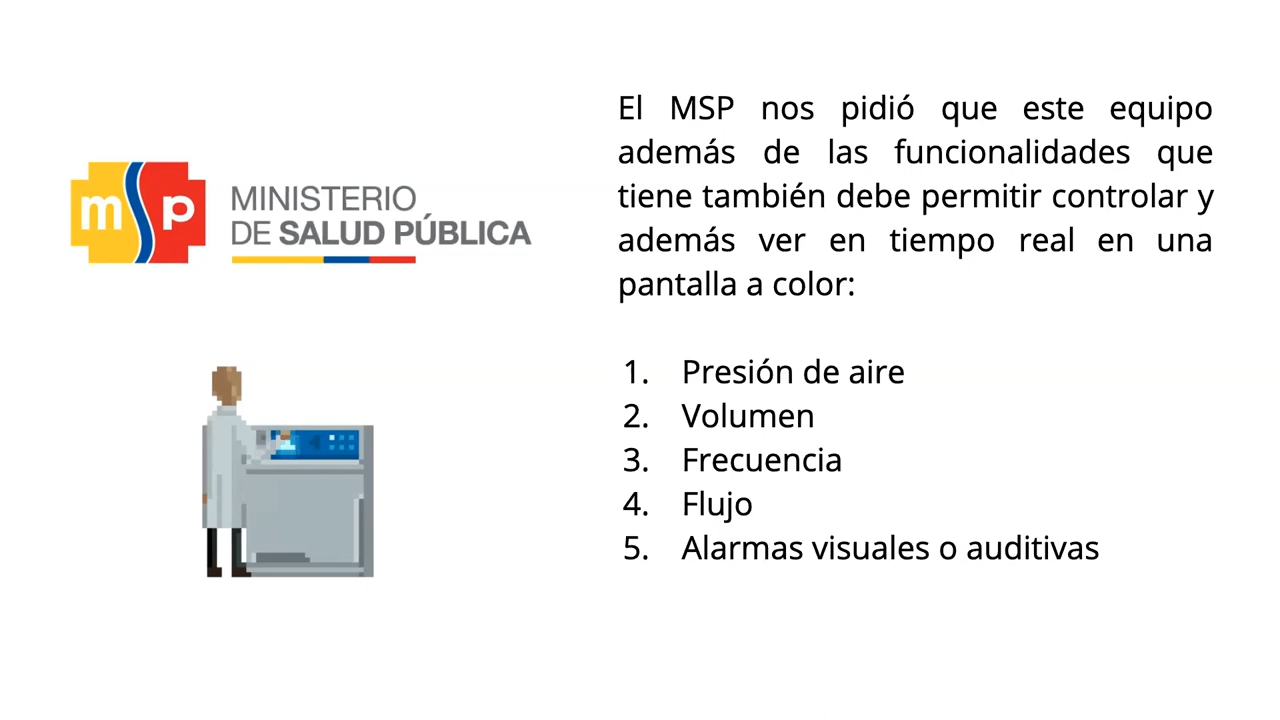 msp
MINISTERIO
DE SALUD PÚBLICA
El MSP nos pidió que este equipo
además de las funcionalidades que
tiene también debe permitir controlar y
además ver en tiempo real en una
pantalla a color:
1. Presión de aire
2. Volumen
3. Frecuencia
4. Flujo
5. Alarmas visuales o auditivas